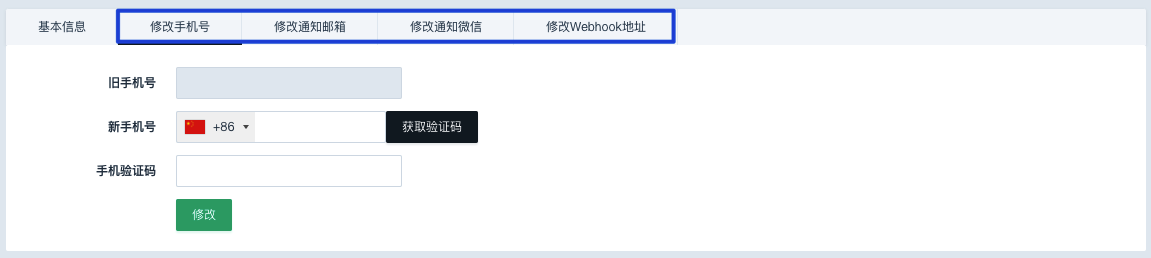 基本信息 修改手机号 修改通知邮箱 修改通知微信 修改Webhook地址
旧手机号
新手机号 +86 获取验证码
手机验证码
修改